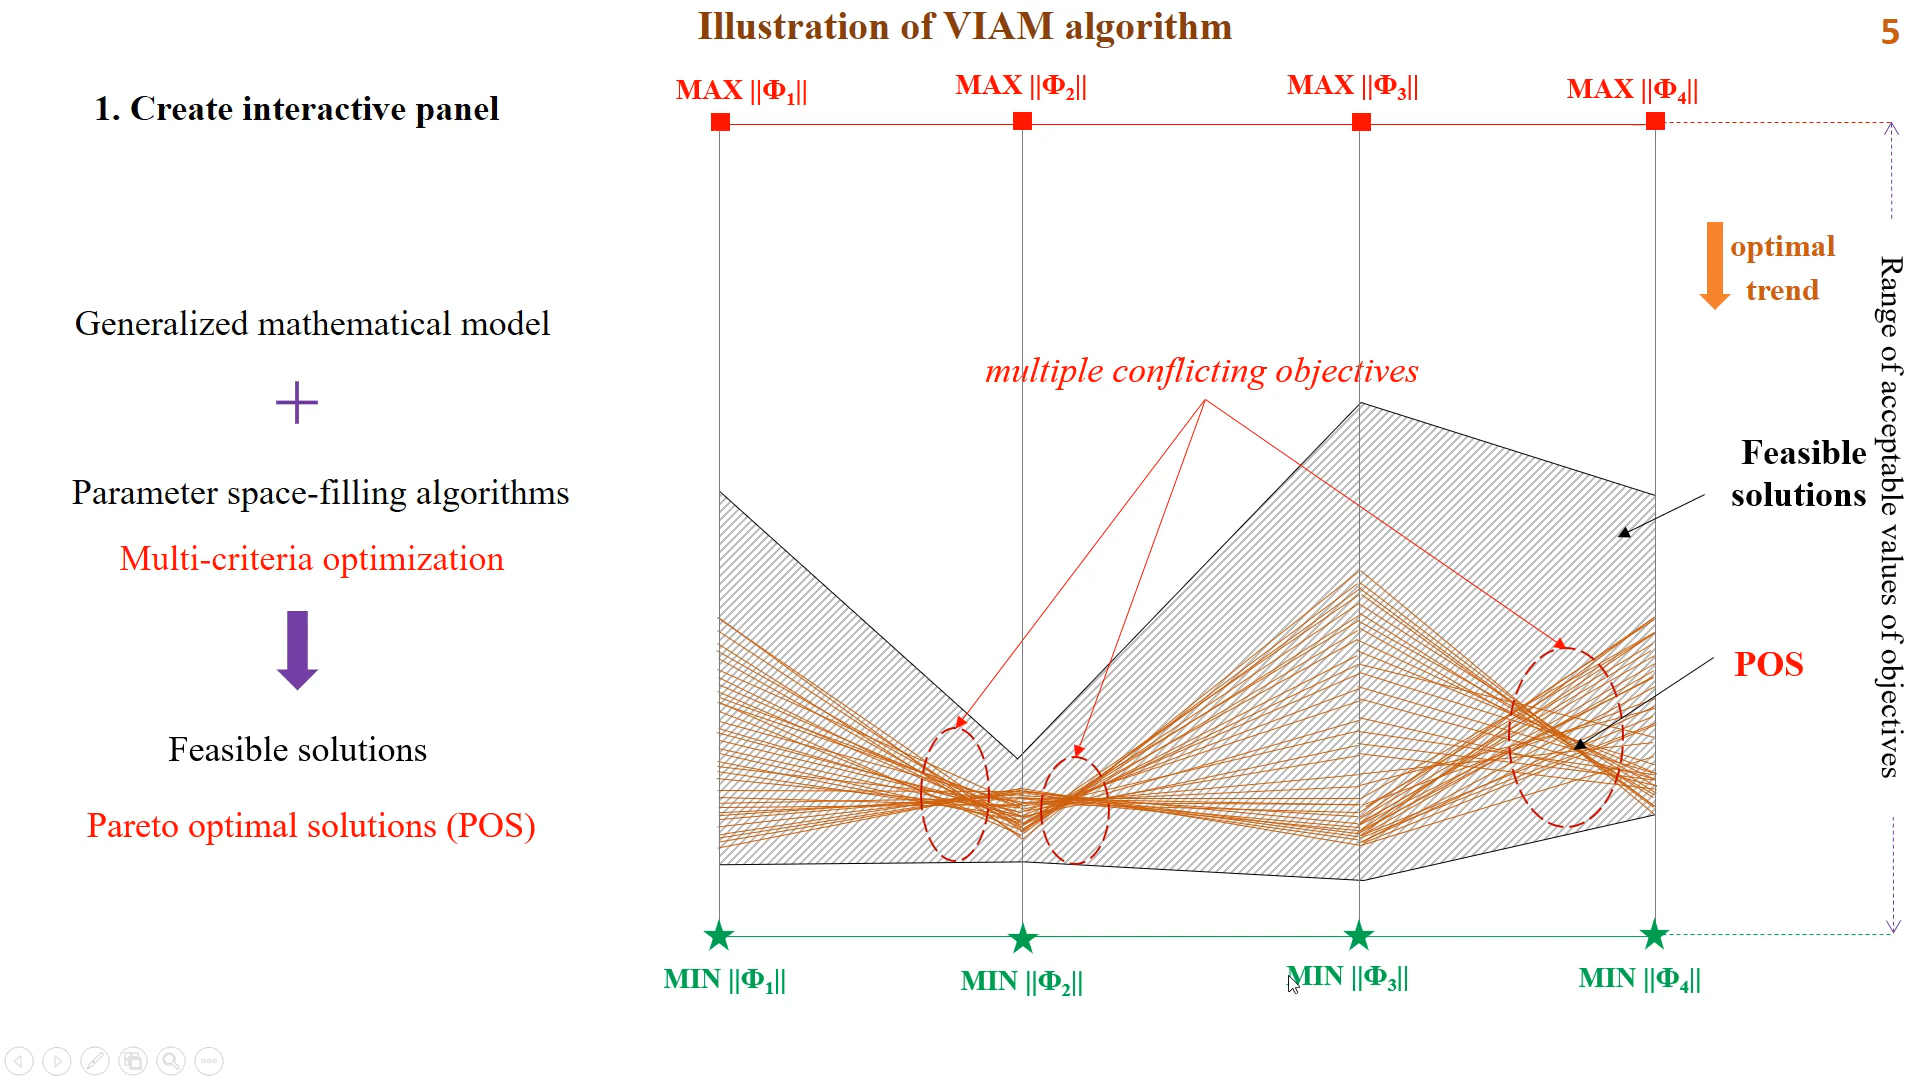 Illustration of VIAM algorithm
5
1. Create interactive panel
Generalized mathematical model
+
Parameter space-filling algorithms
Multi-criteria optimization
Feasible solutions
Pareto optimal solutions (POS)
MAX ||Φ₁||
MAX ||Φ₂||
MAX ||Φ₃||
MAX ||Φ₄||
optimal
trend
multiple conflicting objectives
Feasible
solutions
POS
Range of acceptable values of objectives
MIN ||Φ₁||
MIN ||Φ₂||
MIN ||Φ₃||
MIN ||Φ₄||